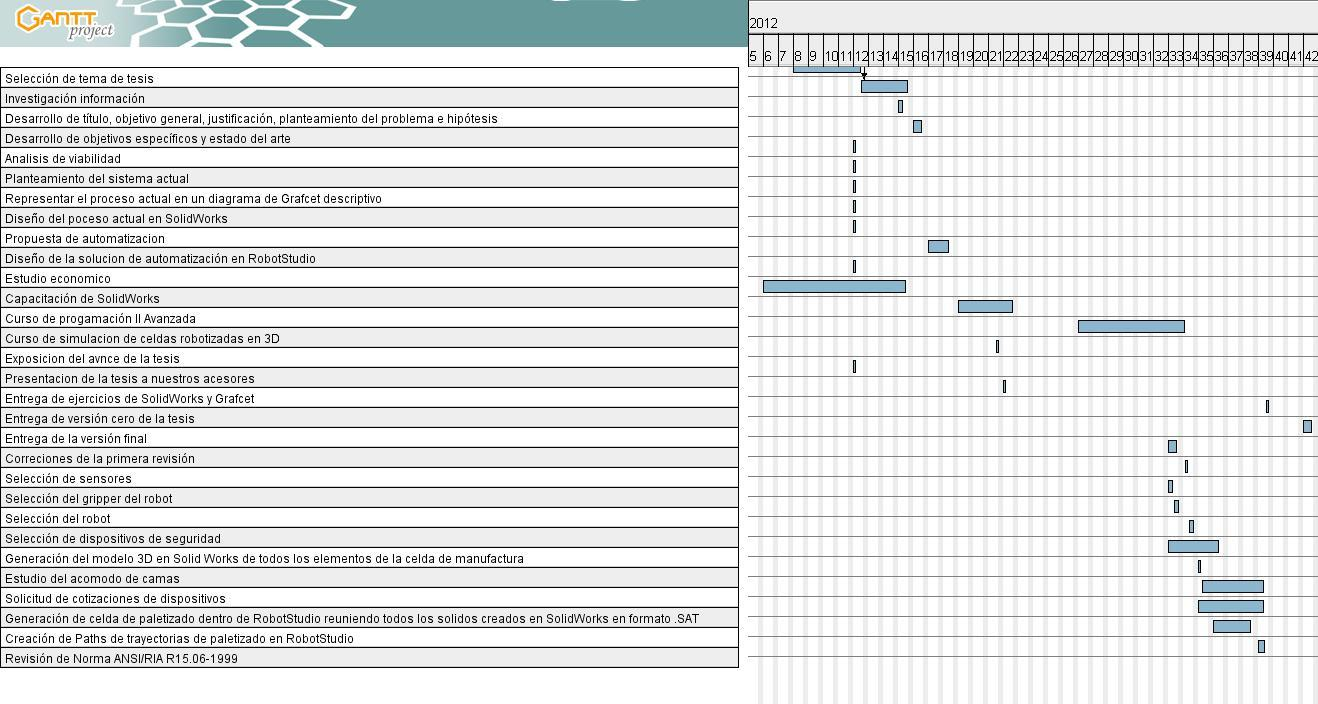 GANTT
project
2012
5 6 7 8 9 10 11 12 13 14 15 16 17 18 19 20 21 22 23 24 25 26 27 28 29 30 31 32 33 34 35 36 37 38 39 40 41 42
Selección de tema de tesis
Investigación información
Desarrollo de título, objetivo general, justificación, planteamiento del problema e hipótesis
Desarrollo de objetivos específicos y estado del arte
Analisis de viabilidad
Planteamiento del sistema actual
Representar el proceso actual en un diagrama de Grafcet descriptivo
Diseño del poceso actual en SolidWorks
Propuesta de automatizacion
Diseño de la solucion de automatización en RobotStudio
Estudio economico
Capacitación de SolidWorks
Curso de progamación II Avanzada
Curso de simulacion de celdas robotizadas en 3D
Exposicion del avnce de la tesis
Presentacion de la tesis a nuestros acesores
Entrega de ejercicios de SolidWorks y Grafcet
Entrega de versión cero de la tesis
Entrega de la versión final
Correciones de la primera revisión
Selección de sensores
Selección del gripper del robot
Selección del robot
Selección de dispositivos de seguridad
Generación del modelo 3D en Solid Works de todos los elementos de la celda de manufactura
Estudio del acomodo de camas
Solicitud de cotizaciones de dispositivos
Generación de celda de paletizado dentro de RobotStudio reuniendo todos los solidos creados en SolidWorks en formato .SAT
Creación de Paths de trayectorias de paletizado en RobotStudio
Revisión de Norma ANSI/RIA R15.06-1999